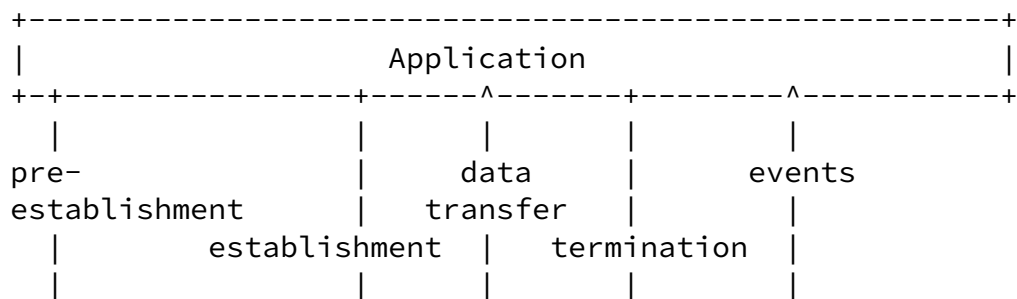 +------------------------------------------------------+
|                    Application                       |
+-+----------------+------^-------+--------^-----------+
  |                |      |       |        |
pre-               |     data     |      events
establishment      |   transfer   |        |
  |        establishment  |   termination  |
  |                |      |       |        |